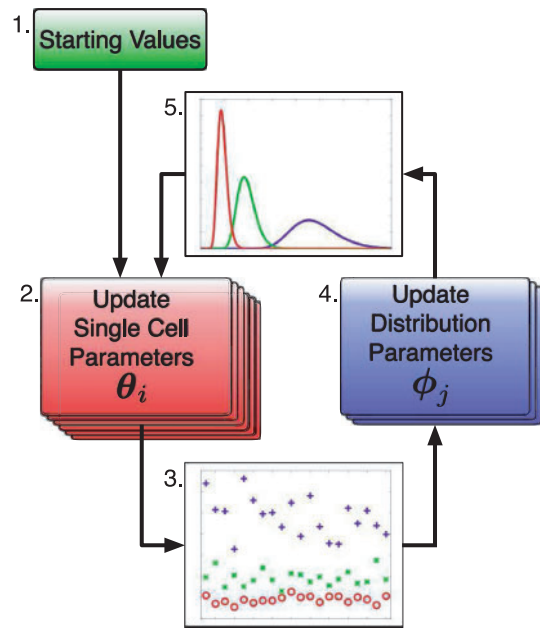 1.
Starting Values
5.
2.
Update
Single Cell
Parameters
θᵢ
4.
Update
Distribution
Parameters
ϕⱼ
3.